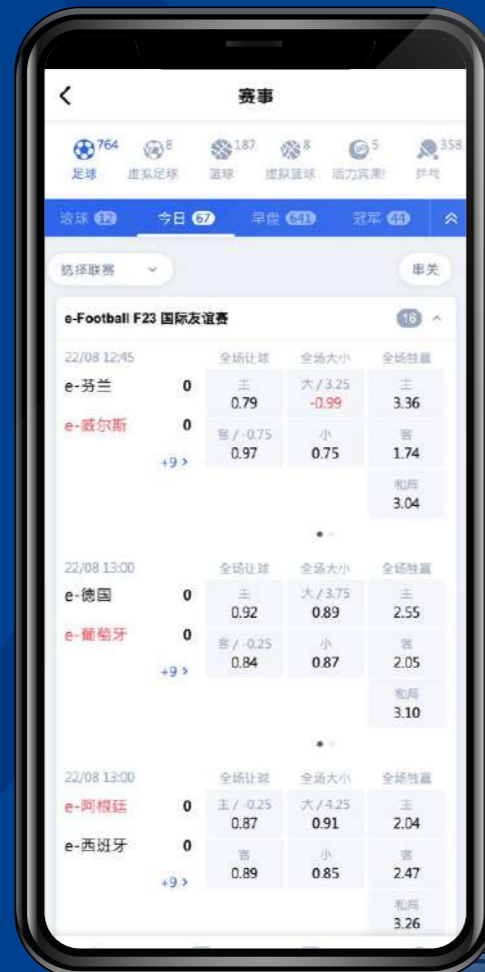 赛事
764 8 187 8 5 358
足球 虚拟足球 篮球 虚拟篮球 活力宾果! 乒乓
滚球 12 今日 67 早盘 641 冠军 44
选择联赛 串关
e-Football F23 国际友谊赛 16
22/08 12:45 全场让球 全场大小 全场独赢
e-芬兰 0 主 大 / 3.25 主
0.79 -0.99 3.36
e-威尔斯 0 客 / -0.75 小 客
0.97 0.75 1.74
+9 >
和局
3.04
22/08 13:00 全场让球 全场大小 全场独赢
e-德国 0 主 大 / 3.75 主
0.92 0.89 2.55
e-葡萄牙 0 客 / -0.25 小 客
0.84 0.87 2.05
+9 >
和局
3.10
22/08 13:00 全场让球 全场大小 全场独赢
e-阿根廷 0 主 / -0.25 大 / 4.25 主
0.87 0.91 2.04
e-西班牙 0 客 小 客
0.89 0.85 2.47
+9 >
和局
3.26